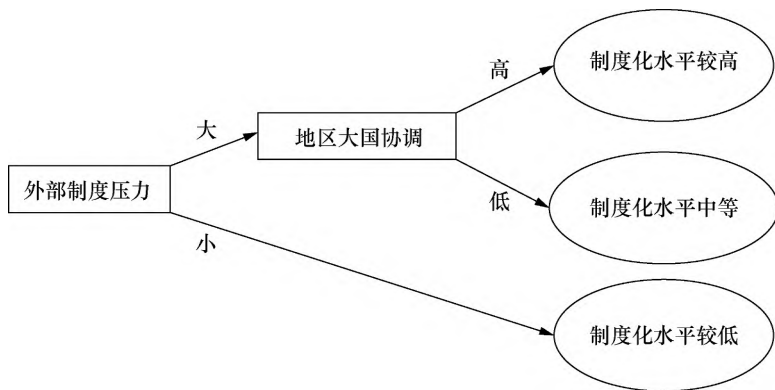 制度化水平较高
高
大
地区大国协调
外部制度压力
低
制度化水平中等
小
制度化水平较低